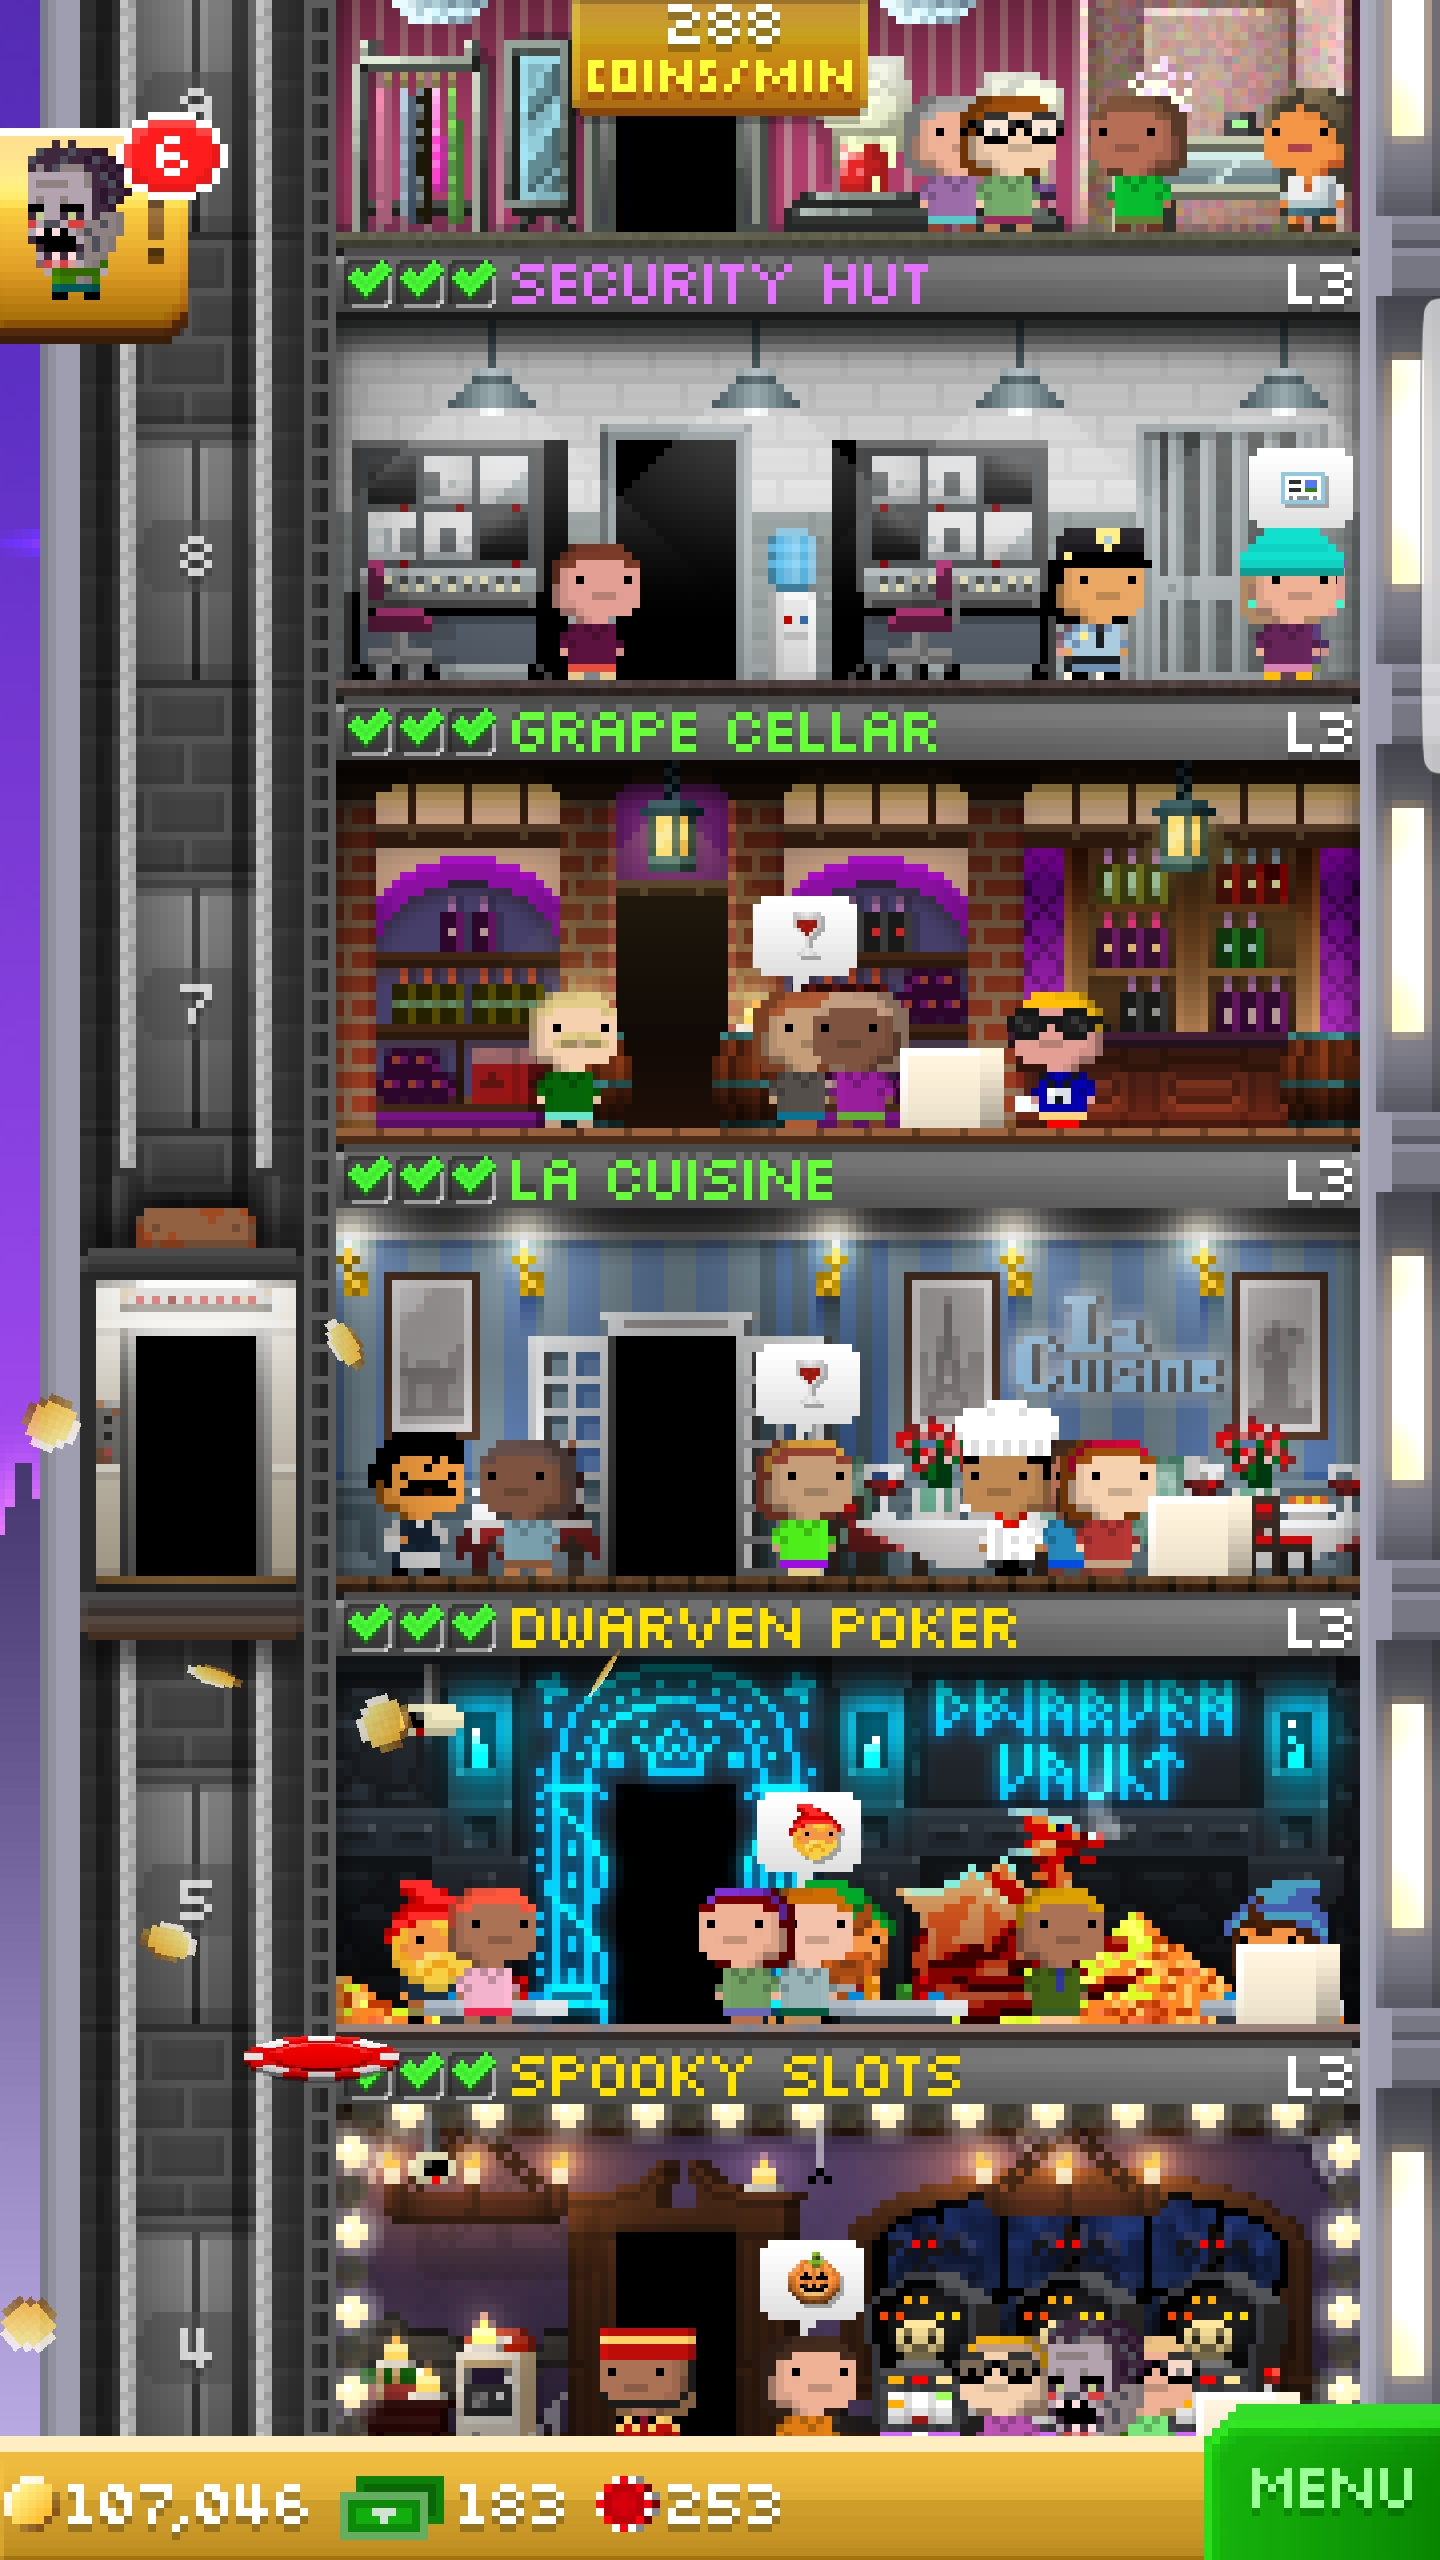 288
COINS/MIN
9
6
!
SECURITY HUT L3
8
GRAPE CELLAR L3
7
LA CUISINE L3
La
Cuisine
DWARVEN POKER L3
DWARVEN
VAULT
5
SPOOKY SLOTS L3
4
107,046 183 253
MENU